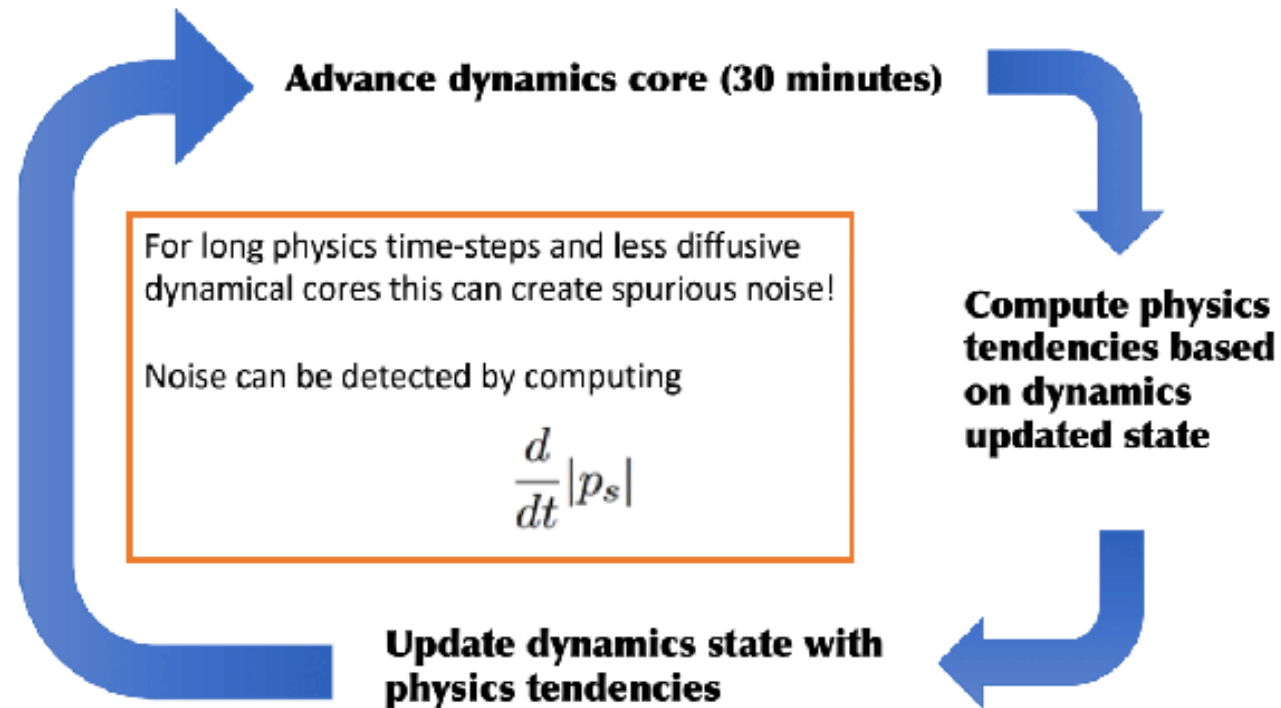 Advance dynamics core (30 minutes)
For long physics time-steps and less diffusive
dynamical cores this can create spurious noise!
Noise can be detected by computing
$\frac{d}{dt}|p_s|$
Compute physics
tendencies based
on dynamics
updated state
Update dynamics state with
physics tendencies